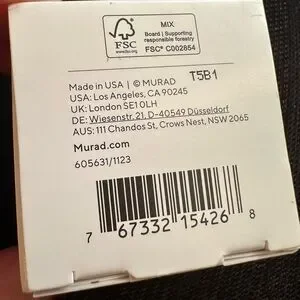 FSC
www.fsc.org
MIX
Board | Supporting
responsible forestry
FSC® C002854
Made in USA | © MURAD T5B1
USA: Los Angeles, CA 90245
UK: London SE1 0LH
DE: Wiesenstr. 21, D-40549 Düsseldorf
AUS: 111 Chandos St, Crows Nest, NSW 2065
Murad.com
605631/1123
7 67332 15426 8